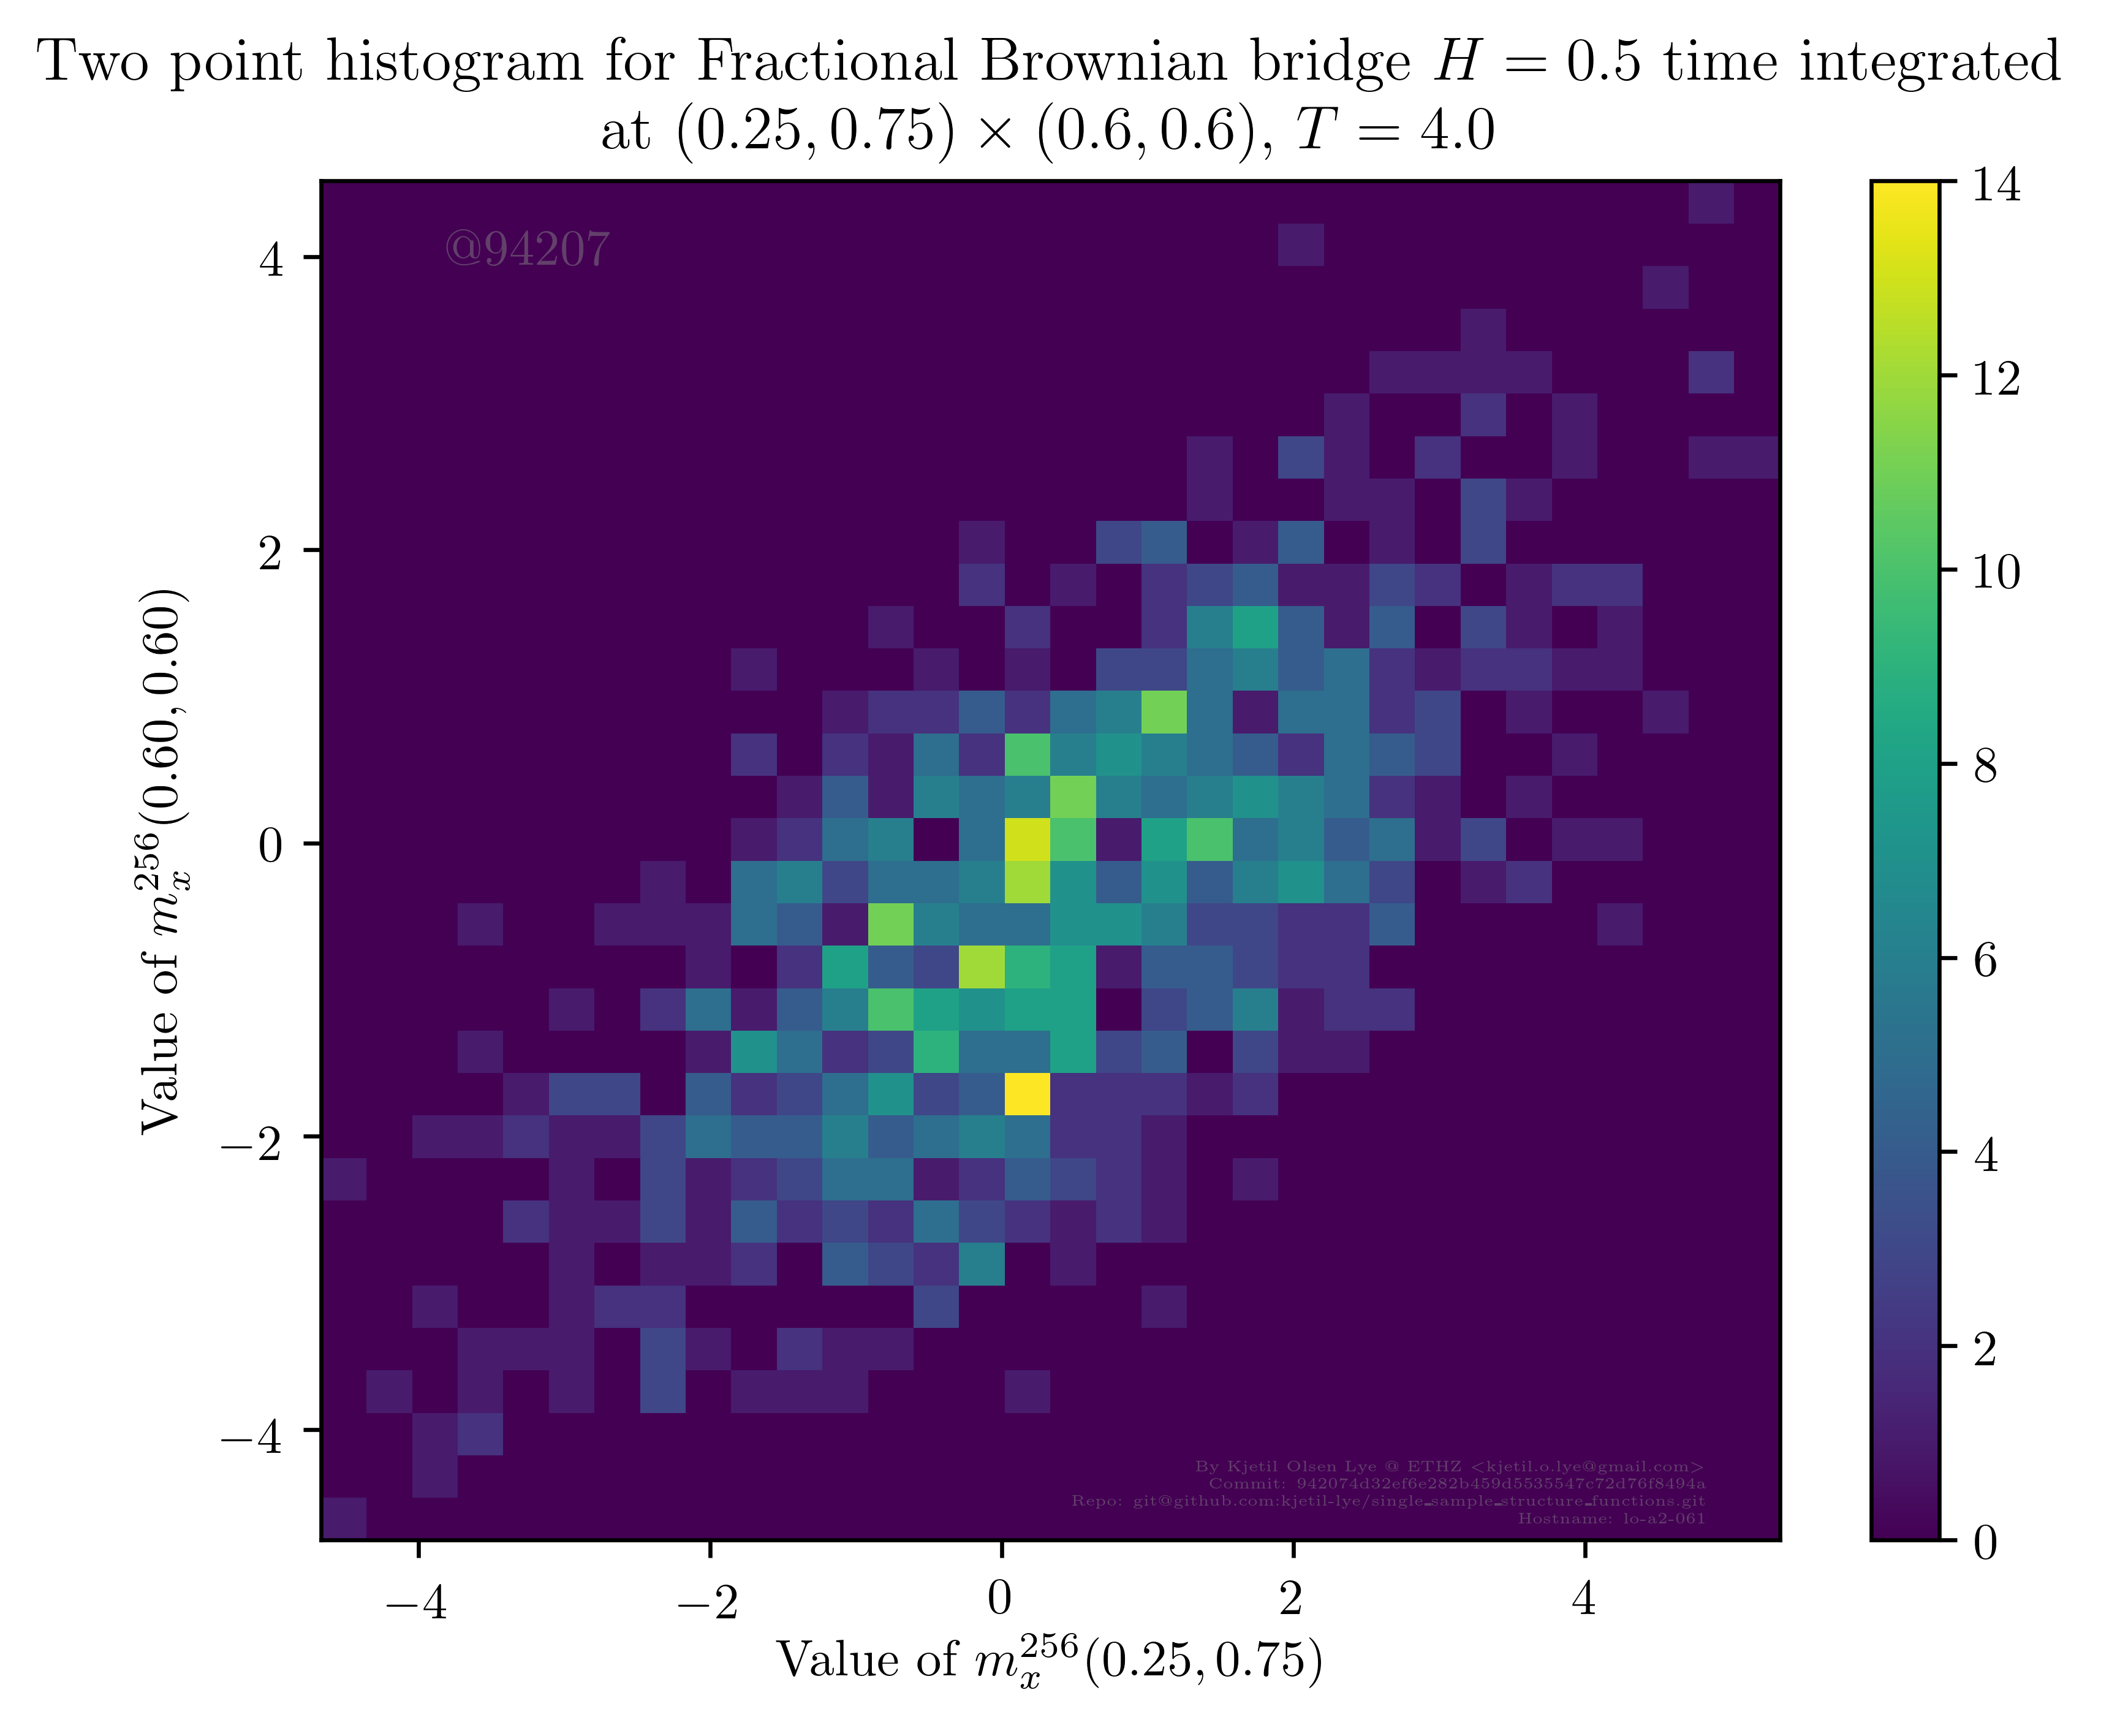 Two point histogram for Fractional Brownian bridge H = 0.5 time integrated
at (0.25, 0.75) × (0.6, 0.6), T = 4.0
@94207
4
2
0
−2
−4
Value of m_x^256(0.60, 0.60)
−4 −2 0 2 4
Value of m_x^256(0.25, 0.75)
14
12
10
8
6
4
2
0
By Kjetil Olsen Lye @ ETHZ <kjetil.o.lye@gmail.com>
Commit: 942074d32ef6e282b459d5535547c72d76f8494a
Repo: git@github.com:kjetil-lye/single_sample_structure_functions.git
Hostname: lo-a2-061